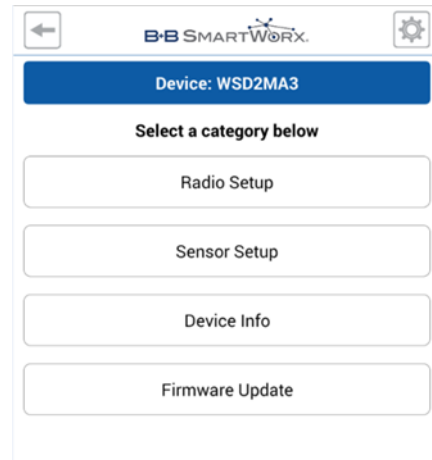 B+B SMARTWORX.
Device: WSD2MA3
Select a category below
Radio Setup
Sensor Setup
Device Info
Firmware Update